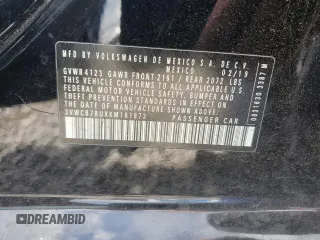 MFD BY VOLKSWAGEN DE MEXICO S.A. DE C.V.
MEXICO 02/19
GVWR 4123 GAWR FRONT 2167 REAR 2072 LBS
THIS VEHICLE CONFORMS TO ALL APPLICABLE
FEDERAL MOTOR VEHICLE SAFETY, BUMPER, AND
THEFT PREVENTION STANDARDS IN EFFECT ON THE
DATE OF MANUFACTURE SHOWN ABOVE.
PASSENGER CAR
DREAMBID